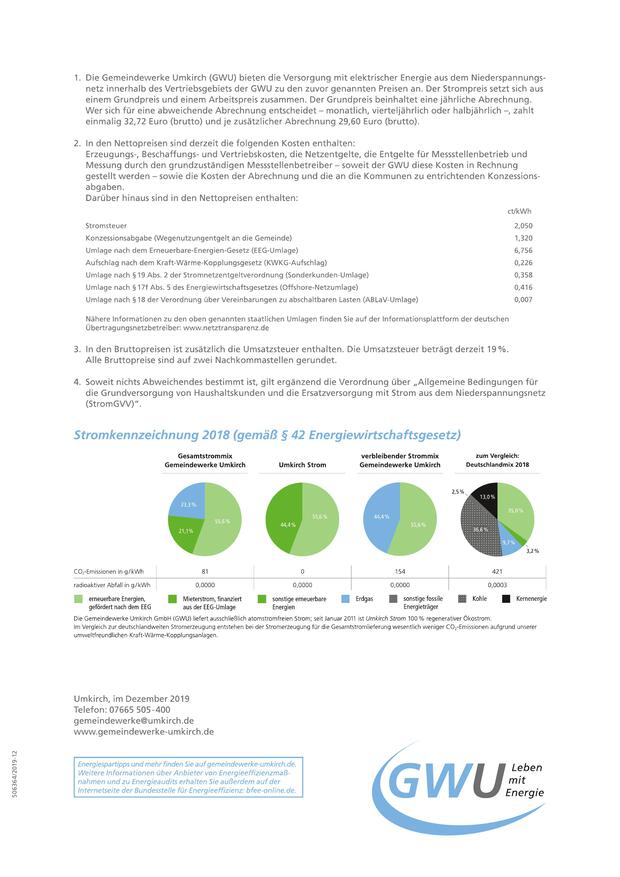 1. Die Gemeindewerke Umkirch (GWU) bieten die Versorgung mit elektrischer Energie aus dem Niederspannungs-
netz innerhalb des Vertriebsgebiets der GWU zu den zuvor genannten Preisen an. Der Strompreis setzt sich aus
einem Grundpreis und einem Arbeitspreis zusammen. Der Grundpreis beinhaltet eine jährliche Abrechnung.
Wer sich für eine abweichende Abrechnung entscheidet – monatlich, vierteljährlich oder halbjährlich –, zahlt
einmalig 32,72 Euro (brutto) und je zusätzlicher Abrechnung 29,60 Euro (brutto).
2. In den Nettopreisen sind derzeit die folgenden Kosten enthalten:
Erzeugungs-, Beschaffungs- und Vertriebskosten, die Netzentgelte, die Entgelte für Messstellenbetrieb und
Messung durch den grundzuständigen Messstellenbetreiber – soweit der GWU diese Kosten in Rechnung
gestellt werden – sowie die Kosten der Abrechnung und die an die Kommunen zu entrichtenden Konzessions-
abgaben.
Darüber hinaus sind in den Nettopreisen enthalten:
ct/kWh
Stromsteuer 2,050
Konzessionsabgabe (Wegenutzungentgelt an die Gemeinde) 1,320
Umlage nach dem Erneuerbare-Energien-Gesetz (EEG-Umlage) 6,756
Aufschlag nach dem Kraft-Wärme-Kopplungsgesetz (KWKG-Aufschlag) 0,226
Umlage nach § 19 Abs. 2 der Stromnetzentgeltverordnung (Sonderkunden-Umlage) 0,358
Umlage nach § 17f Abs. 5 des Energiewirtschaftsgesetzes (Offshore-Netzumlage) 0,416
Umlage nach § 18 der Verordnung über Vereinbarungen zu abschaltbaren Lasten (ABLaV-Umlage) 0,007
Nähere Informationen zu den oben genannten staatlichen Umlagen finden Sie auf der Informationsplattform der deutschen
Übertragungsnetzbetreiber: www.netztransparenz.de
3. In den Bruttopreisen ist zusätzlich die Umsatzsteuer enthalten. Die Umsatzsteuer beträgt derzeit 19 %.
Alle Bruttopreise sind auf zwei Nachkommastellen gerundet.
4. Soweit nichts Abweichendes bestimmt ist, gilt ergänzend die Verordnung über „Allgemeine Bedingungen für
die Grundversorgung von Haushaltskunden und die Ersatzversorgung mit Strom aus dem Niederspannungsnetz
(StromGVV)“.
Stromkennzeichnung 2018 (gemäß § 42 Energiewirtschaftsgesetz)
Gesamtstrommix
Gemeindewerke Umkirch
Umkirch Strom
verbleibender Strommix
Gemeindewerke Umkirch
zum Vergleich:
Deutschlandmix 2018
23,3 %
55,6 %
21,1 %
55,6 %
44,4 %
44,4 %
55,6 %
2,5 %
13,0 %
35,0 %
36,6 %
9,7 %
3,2 %
CO₂-Emissionen in g/kWh 81 0 154 421
radioaktiver Abfall in g/kWh 0,0000 0,0000 0,0000 0,0003
erneuerbare Energien,
gefördert nach dem EEG
Mieterstrom, finanziert
aus der EEG-Umlage
sonstige erneuerbare
Energien
Erdgas
sonstige fossile
Energieträger
Kohle
Kernenergie
Die Gemeindewerke Umkirch GmbH (GWU) liefert ausschließlich atomstromfreien Strom; seit Januar 2011 ist Umkirch Strom 100 % regenerativer Ökostrom.
Im Vergleich zur deutschlandweiten Stromerzeugung entstehen bei der Stromerzeugung für die Gesamtstromlieferung wesentlich weniger CO₂-Emissionen aufgrund unserer
umweltfreundlichen Kraft-Wärme-Kopplungsanlagen.
Umkirch, im Dezember 2019
Telefon: 07665 505-400
gemeindewerke@umkirch.de
www.gemeindewerke-umkirch.de
Energiespartipps und mehr finden Sie auf gemeindewerke-umkirch.de.
Weitere Informationen über Anbieter von Energieeffizienzmaß-
nahmen und zu Energieaudits erhalten Sie außerdem auf der
Internetseite der Bundesstelle für Energieeffizienz: bfee-online.de.
506364/2019-12
GWU
Leben
mit
Energie